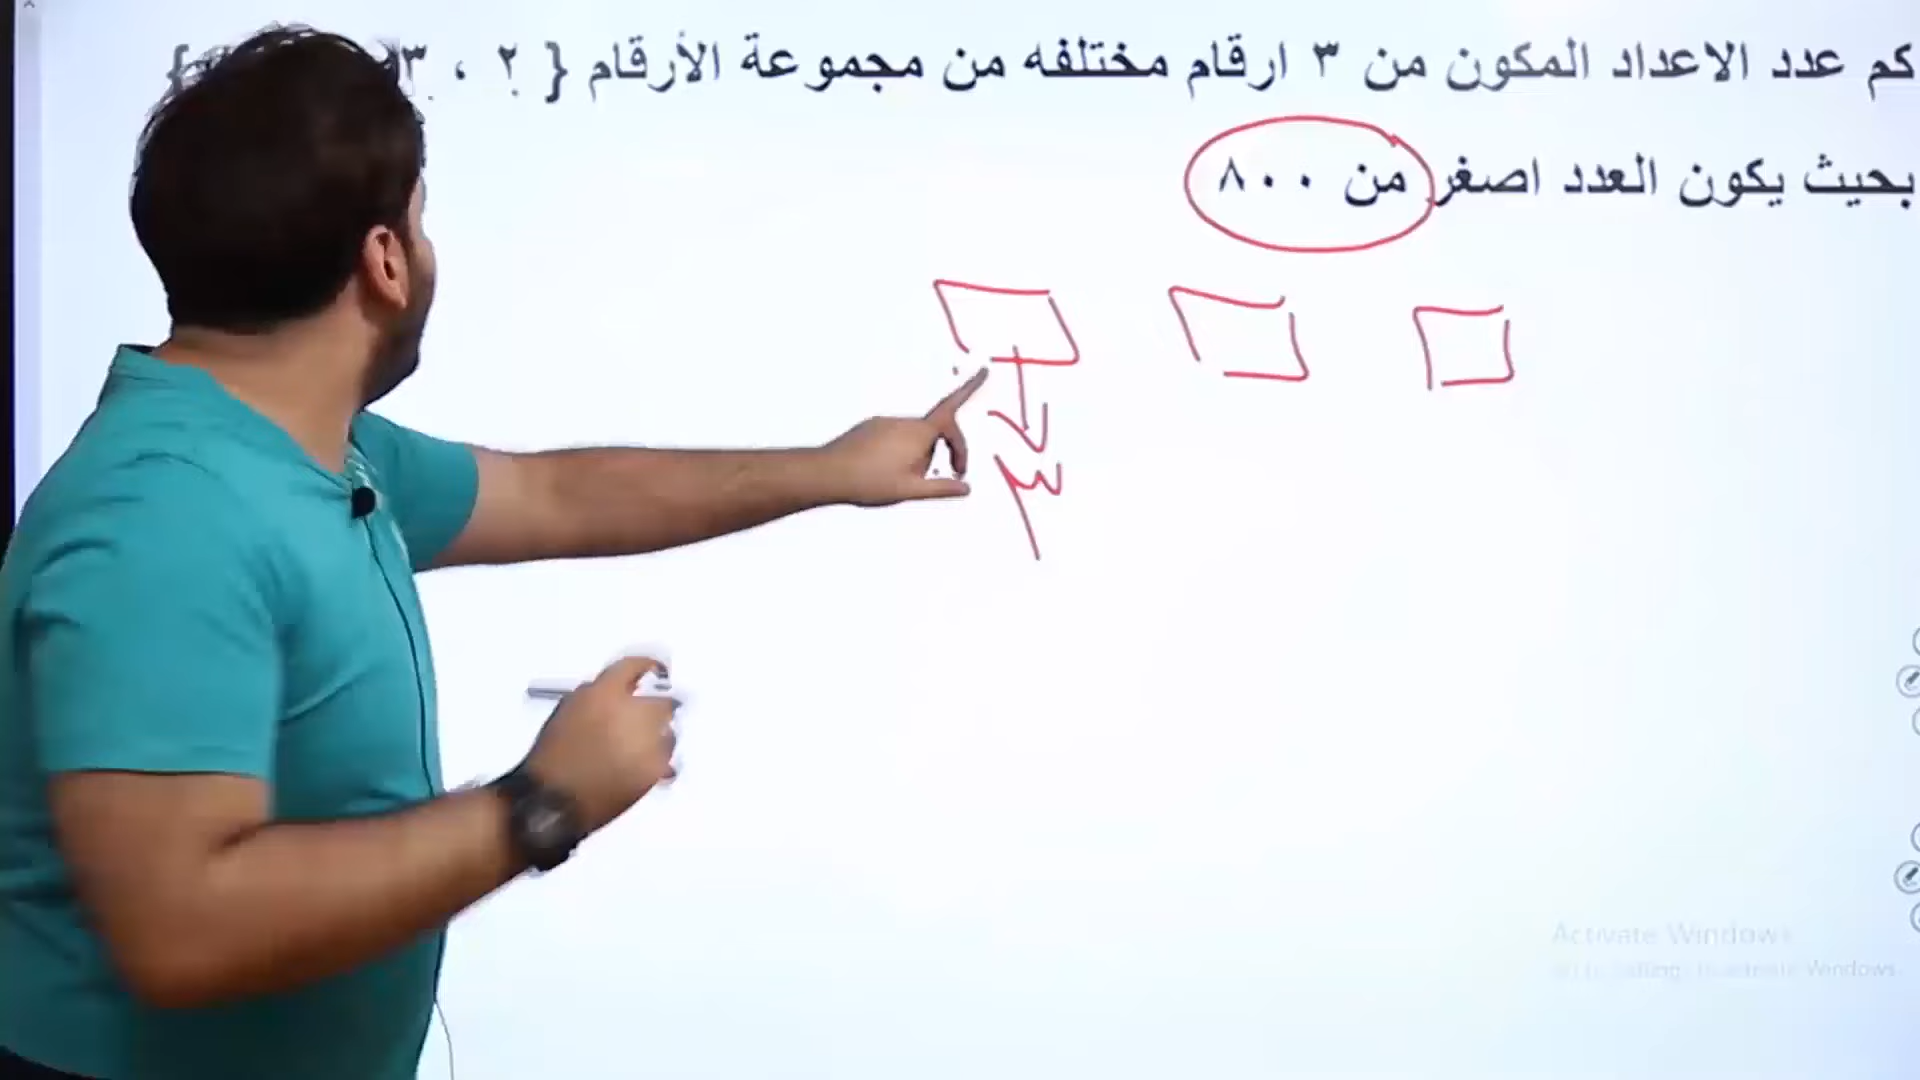 كم عدد الاعداد المكون من ٣ ارقام مختلفه من مجموعة الأرقام { ٢ ، ٣
بحيث يكون العدد اصغر من ٨٠٠
٣
Activate Windows